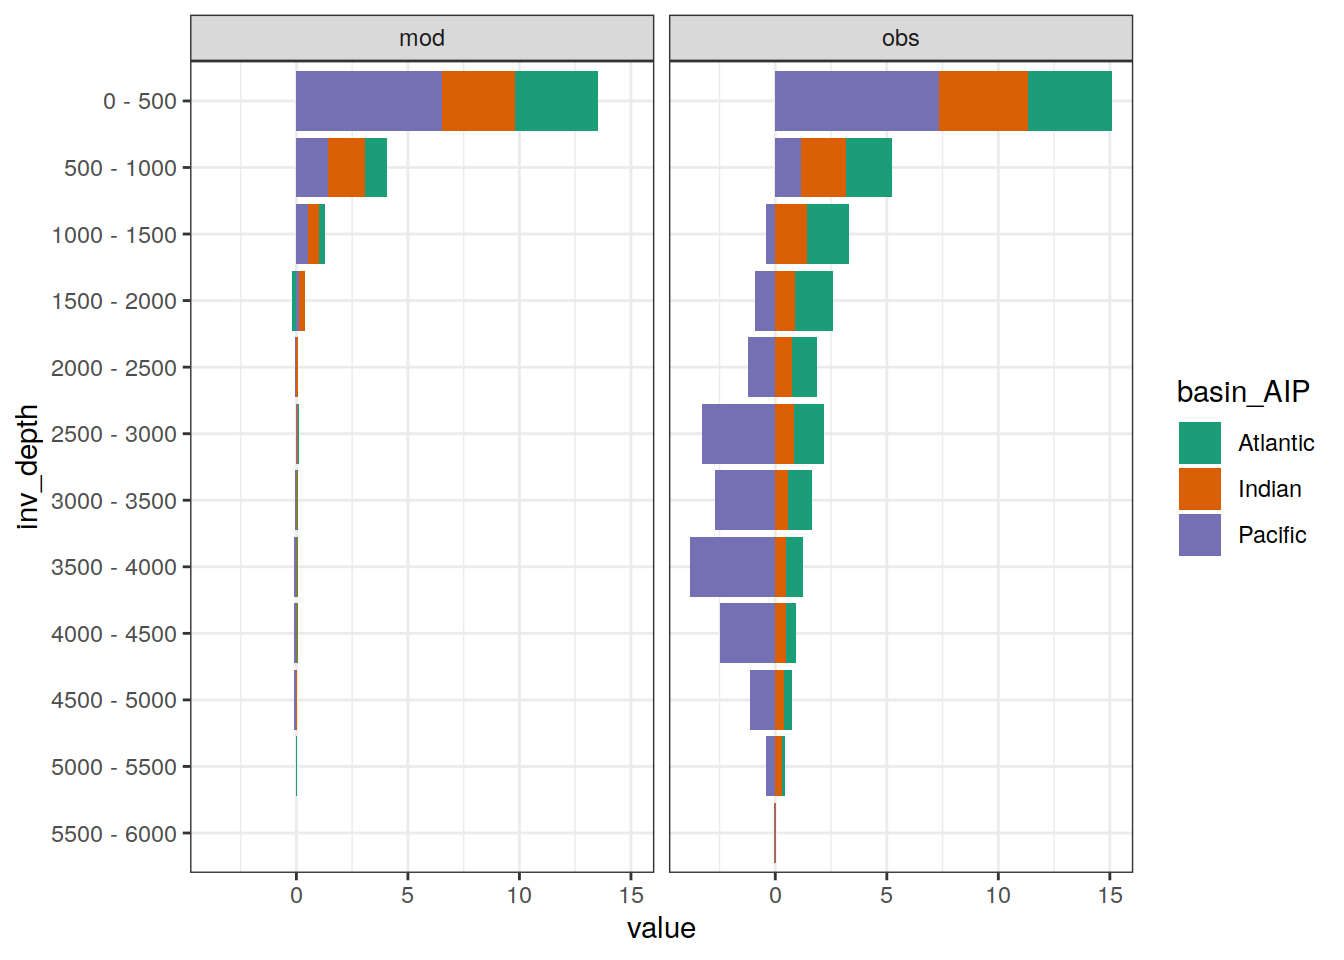 mod
obs
0 - 500
500 - 1000
1000 - 1500
1500 - 2000
2000 - 2500
2500 - 3000
3000 - 3500
3500 - 4000
4000 - 4500
4500 - 5000
5000 - 5500
5500 - 6000
inv_depth
0 5 10 15
0 5 10 15
value
basin_AIP
Atlantic
Indian
Pacific